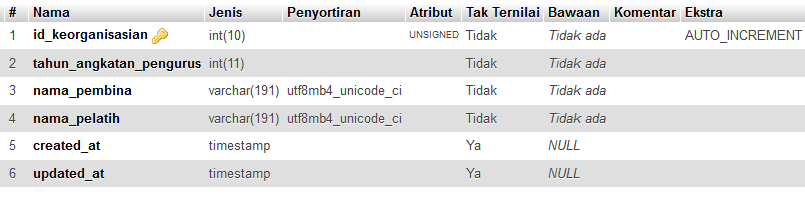 # Nama Jenis Penyortiran Atribut Tak Ternilai Bawaan Komentar Ekstra
1 id_keorganisasian int(10) UNSIGNED Tidak Tidak ada AUTO_INCREMENT
2 tahun_angkatan_pengurus int(11) Tidak Tidak ada
3 nama_pembina varchar(191) utf8mb4_unicode_ci Tidak Tidak ada
4 nama_pelatih varchar(191) utf8mb4_unicode_ci Tidak Tidak ada
5 created_at timestamp Ya NULL
6 updated_at timestamp Ya NULL